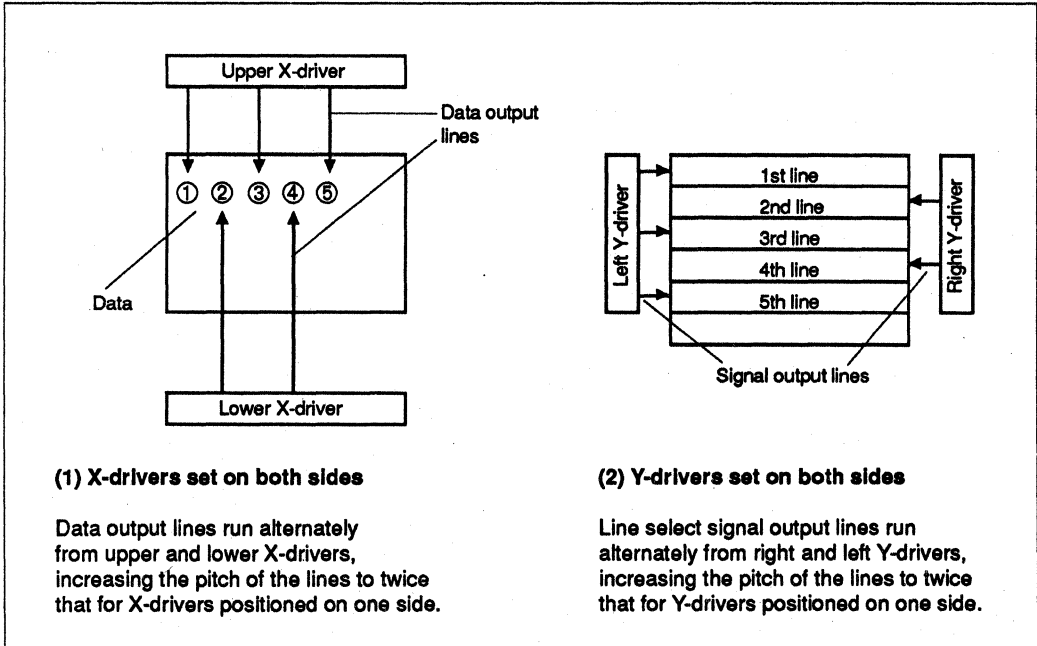 Upper X-driver
Data output
lines
① ② ③ ④ ⑤
Data
Lower X-driver
Left Y-driver
1st line
2nd line
3rd line
4th line
5th line
Right Y-driver
Signal output lines
(1) X-drivers set on both sides
Data output lines run alternately
from upper and lower X-drivers,
increasing the pitch of the lines to twice
that for X-drivers positioned on one side.
(2) Y-drivers set on both sides
Line select signal output lines run
alternately from right and left Y-drivers,
increasing the pitch of the lines to twice
that for Y-drivers positioned on one side.